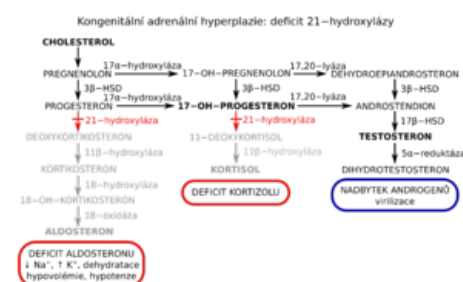 Kongenitální adrenální hyperplazie: deficit 21−hydroxylázy
CHOLESTEROL
17α−hydroxyláza
17,20−lyáza
PREGNENOLON
17−OH−PREGNENOLON
DEHYDROEPIANDROSTERON
3β−HSD
3β−HSD
3β−HSD
17α−hydroxyláza
17,20−lyáza
PROGESTERON
17−OH−PROGESTERON
ANDROSTENDION
21−hydroxyláza
21−hydroxyláza
17β−HSD
DEOXYKORTIKOSTERON
11−DEOXYKORTISOL
TESTOSTERON
11β−hydroxyláza
11β−hydroxyláza
5α−reduktáza
KORTIKOSTERON
KORTISOL
DIHYDROTESTOSTERON
18−hydroxyláza
DEFICIT KORTIZOLU
NADBYTEK ANDROGENŮ
virilizace
18−OH−KORTIKOSTERON
18−oxidáza
ALDOSTERON
DEFICIT ALDOSTERONU
↓ Na⁺, ↑ K⁺, dehydratace
hypovolémie, hypotenze